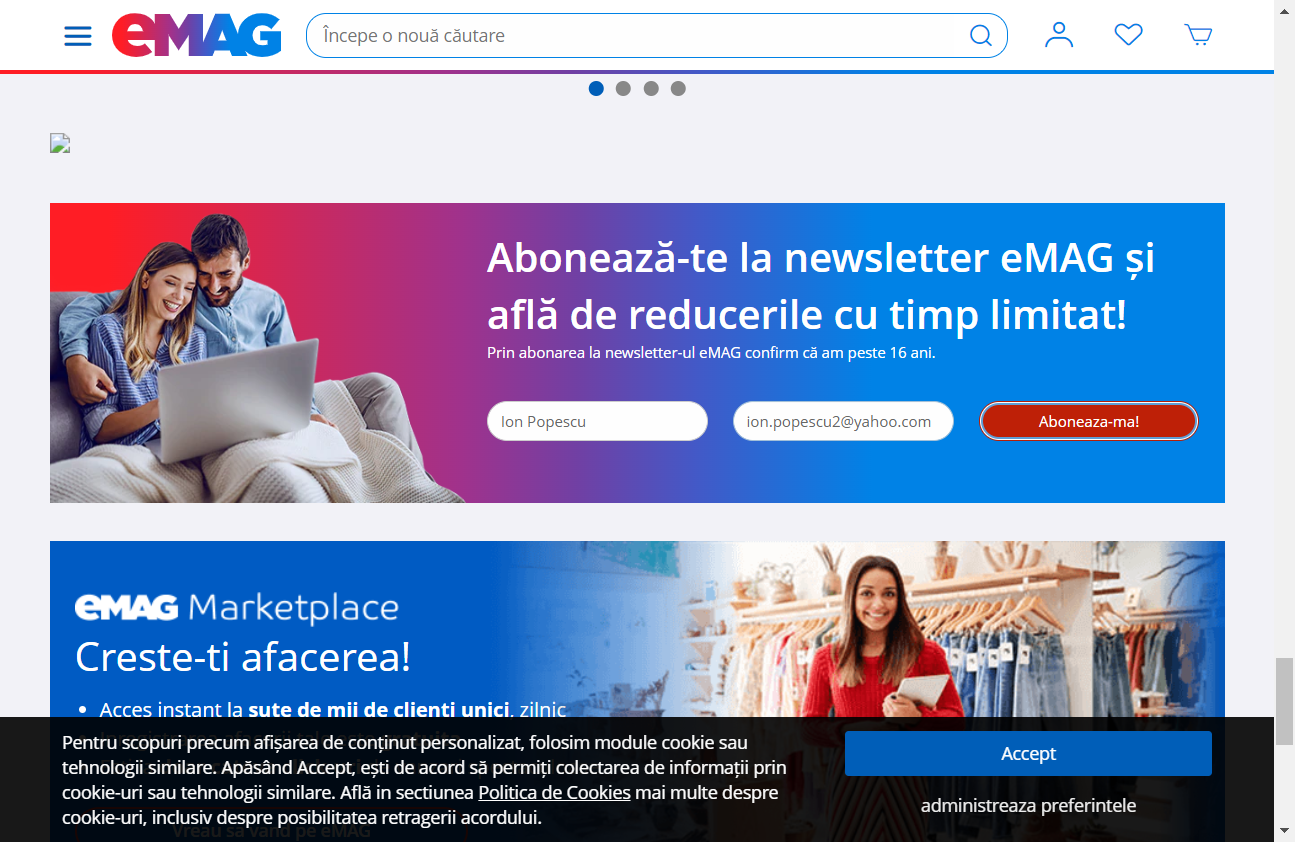 eMAG
Începe o nouă căutare
Abonează-te la newsletter eMAG și
află de reducerile cu timp limitat!
Prin abonarea la newsletter-ul eMAG confirm că am peste 16 ani.
Ion Popescu
ion.popescu2@yahoo.com
Aboneaza-ma!
eMAG Marketplace
Creste-ti afacerea!
• Acces instant la sute de mii de clienti unici, zilnic
Pentru scopuri precum afișarea de conținut personalizat, folosim module cookie sau
tehnologii similare. Apăsând Accept, ești de acord să permiți colectarea de informații prin
cookie-uri sau tehnologii similare. Află in sectiunea Politica de Cookies mai multe despre
cookie-uri, inclusiv despre posibilitatea retragerii acordului.
Accept
administreaza preferintele
Vreau sa vand pe eMAG